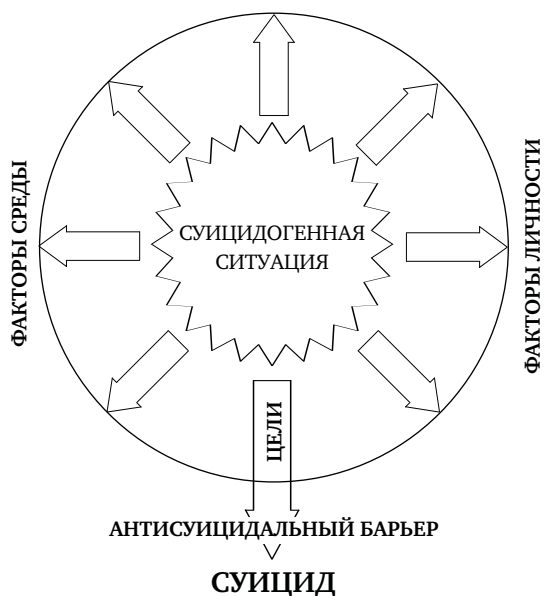 ФАКТОРЫ СРЕДЫ
СУИЦИДОГЕННАЯ
СИТУАЦИЯ
ФАКТОРЫ ЛИЧНОСТИ
ЦЕЛИ
АНТИСУИЦИДАЛЬНЫЙ БАРЬЕР
СУИЦИД